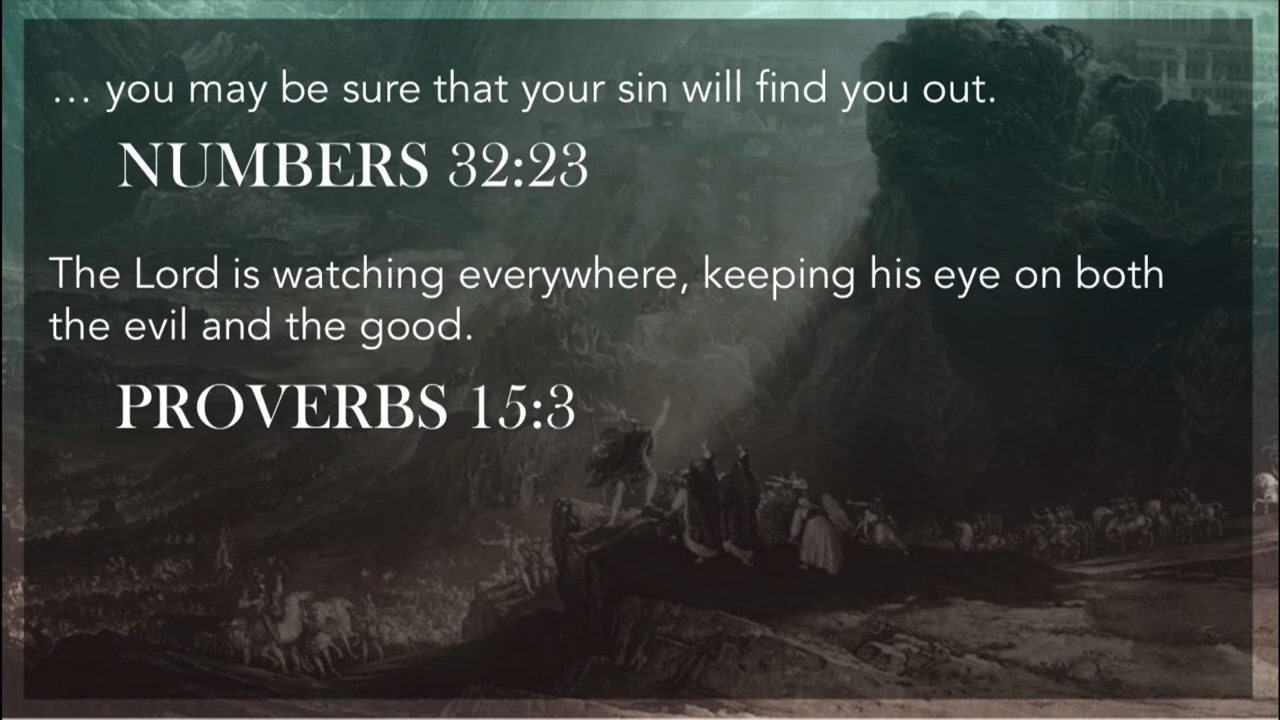 … you may be sure that your sin will find you out.
NUMBERS 32:23
The Lord is watching everywhere, keeping his eye on both
the evil and the good.
PROVERBS 15:3